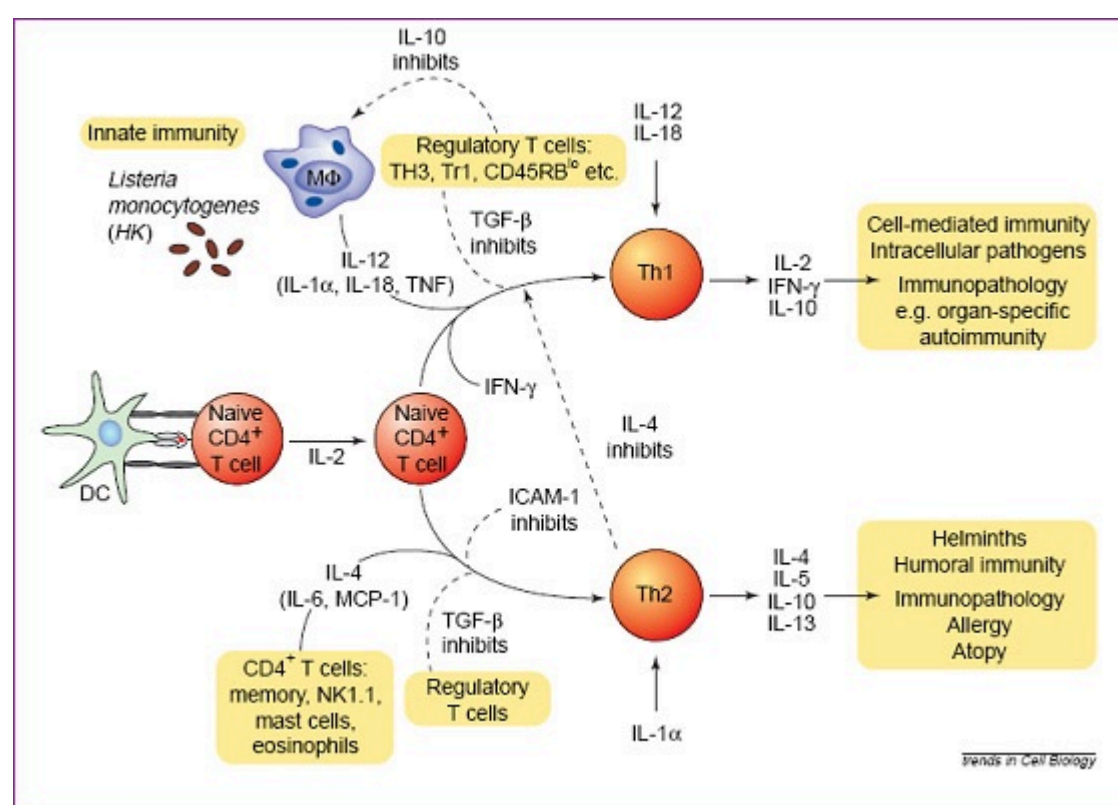 IL-10
inhibits
Innate immunity
Listeria
monocytogenes
(HK)
MΦ
Regulatory T cells:
TH3, Tr1, CD45RBlo etc.
IL-12
IL-18
TGF-β
inhibits
IL-12
(IL-1α, IL-18, TNF)
Th1
IL-2
IFN-γ
IL-10
Cell-mediated immunity
Intracellular pathogens
Immunopathology
e.g. organ-specific
autoimmunity
IFN-γ
DC
Naive
CD4+
T cell
IL-2
Naive
CD4+
T cell
IL-4
inhibits
ICAM-1
inhibits
IL-4
(IL-6, MCP-1)
TGF-β
inhibits
Th2
IL-4
IL-5
IL-10
IL-13
Helminths
Humoral immunity
Immunopathology
Allergy
Atopy
CD4+ T cells:
memory, NK1.1,
mast cells,
eosinophils
Regulatory
T cells
IL-1α
trends in Cell Biology